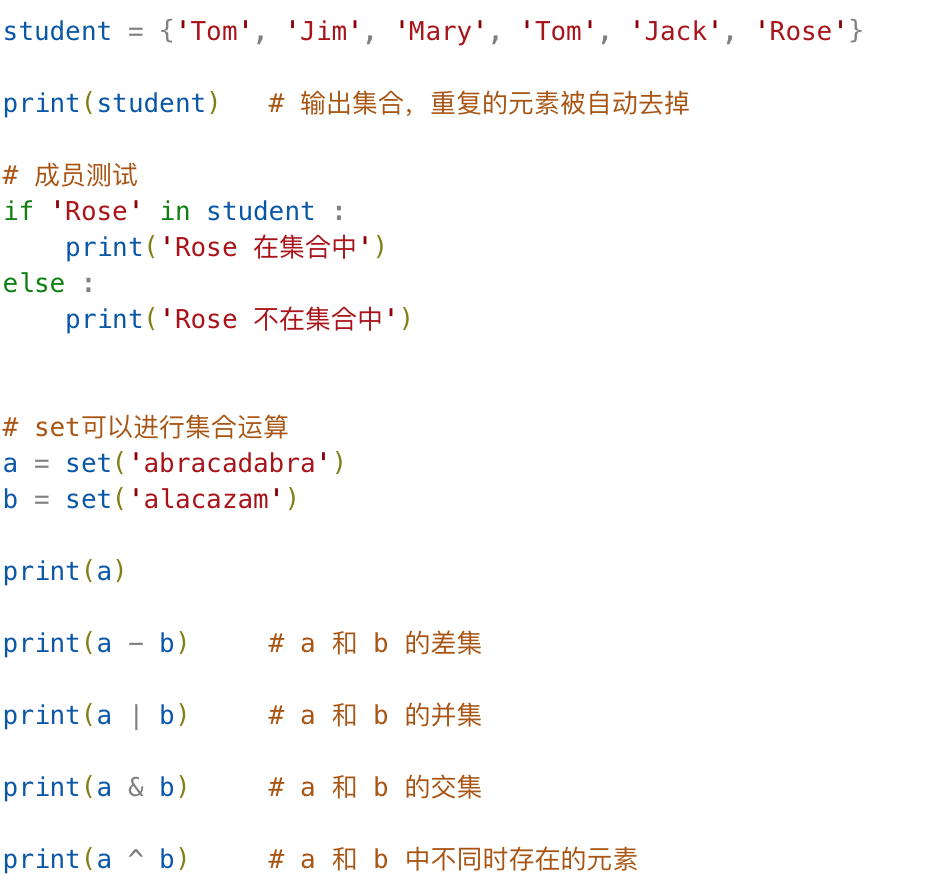 student = {'Tom', 'Jim', 'Mary', 'Tom', 'Jack', 'Rose'}
print(student)   # 输出集合，重复的元素被自动去掉
# 成员测试
if 'Rose' in student :
    print('Rose 在集合中')
else :
    print('Rose 不在集合中')
# set可以进行集合运算
a = set('abracadabra')
b = set('alacazam')
print(a)
print(a - b)     # a 和 b 的差集
print(a | b)     # a 和 b 的并集
print(a & b)     # a 和 b 的交集
print(a ^ b)     # a 和 b 中不同时存在的元素